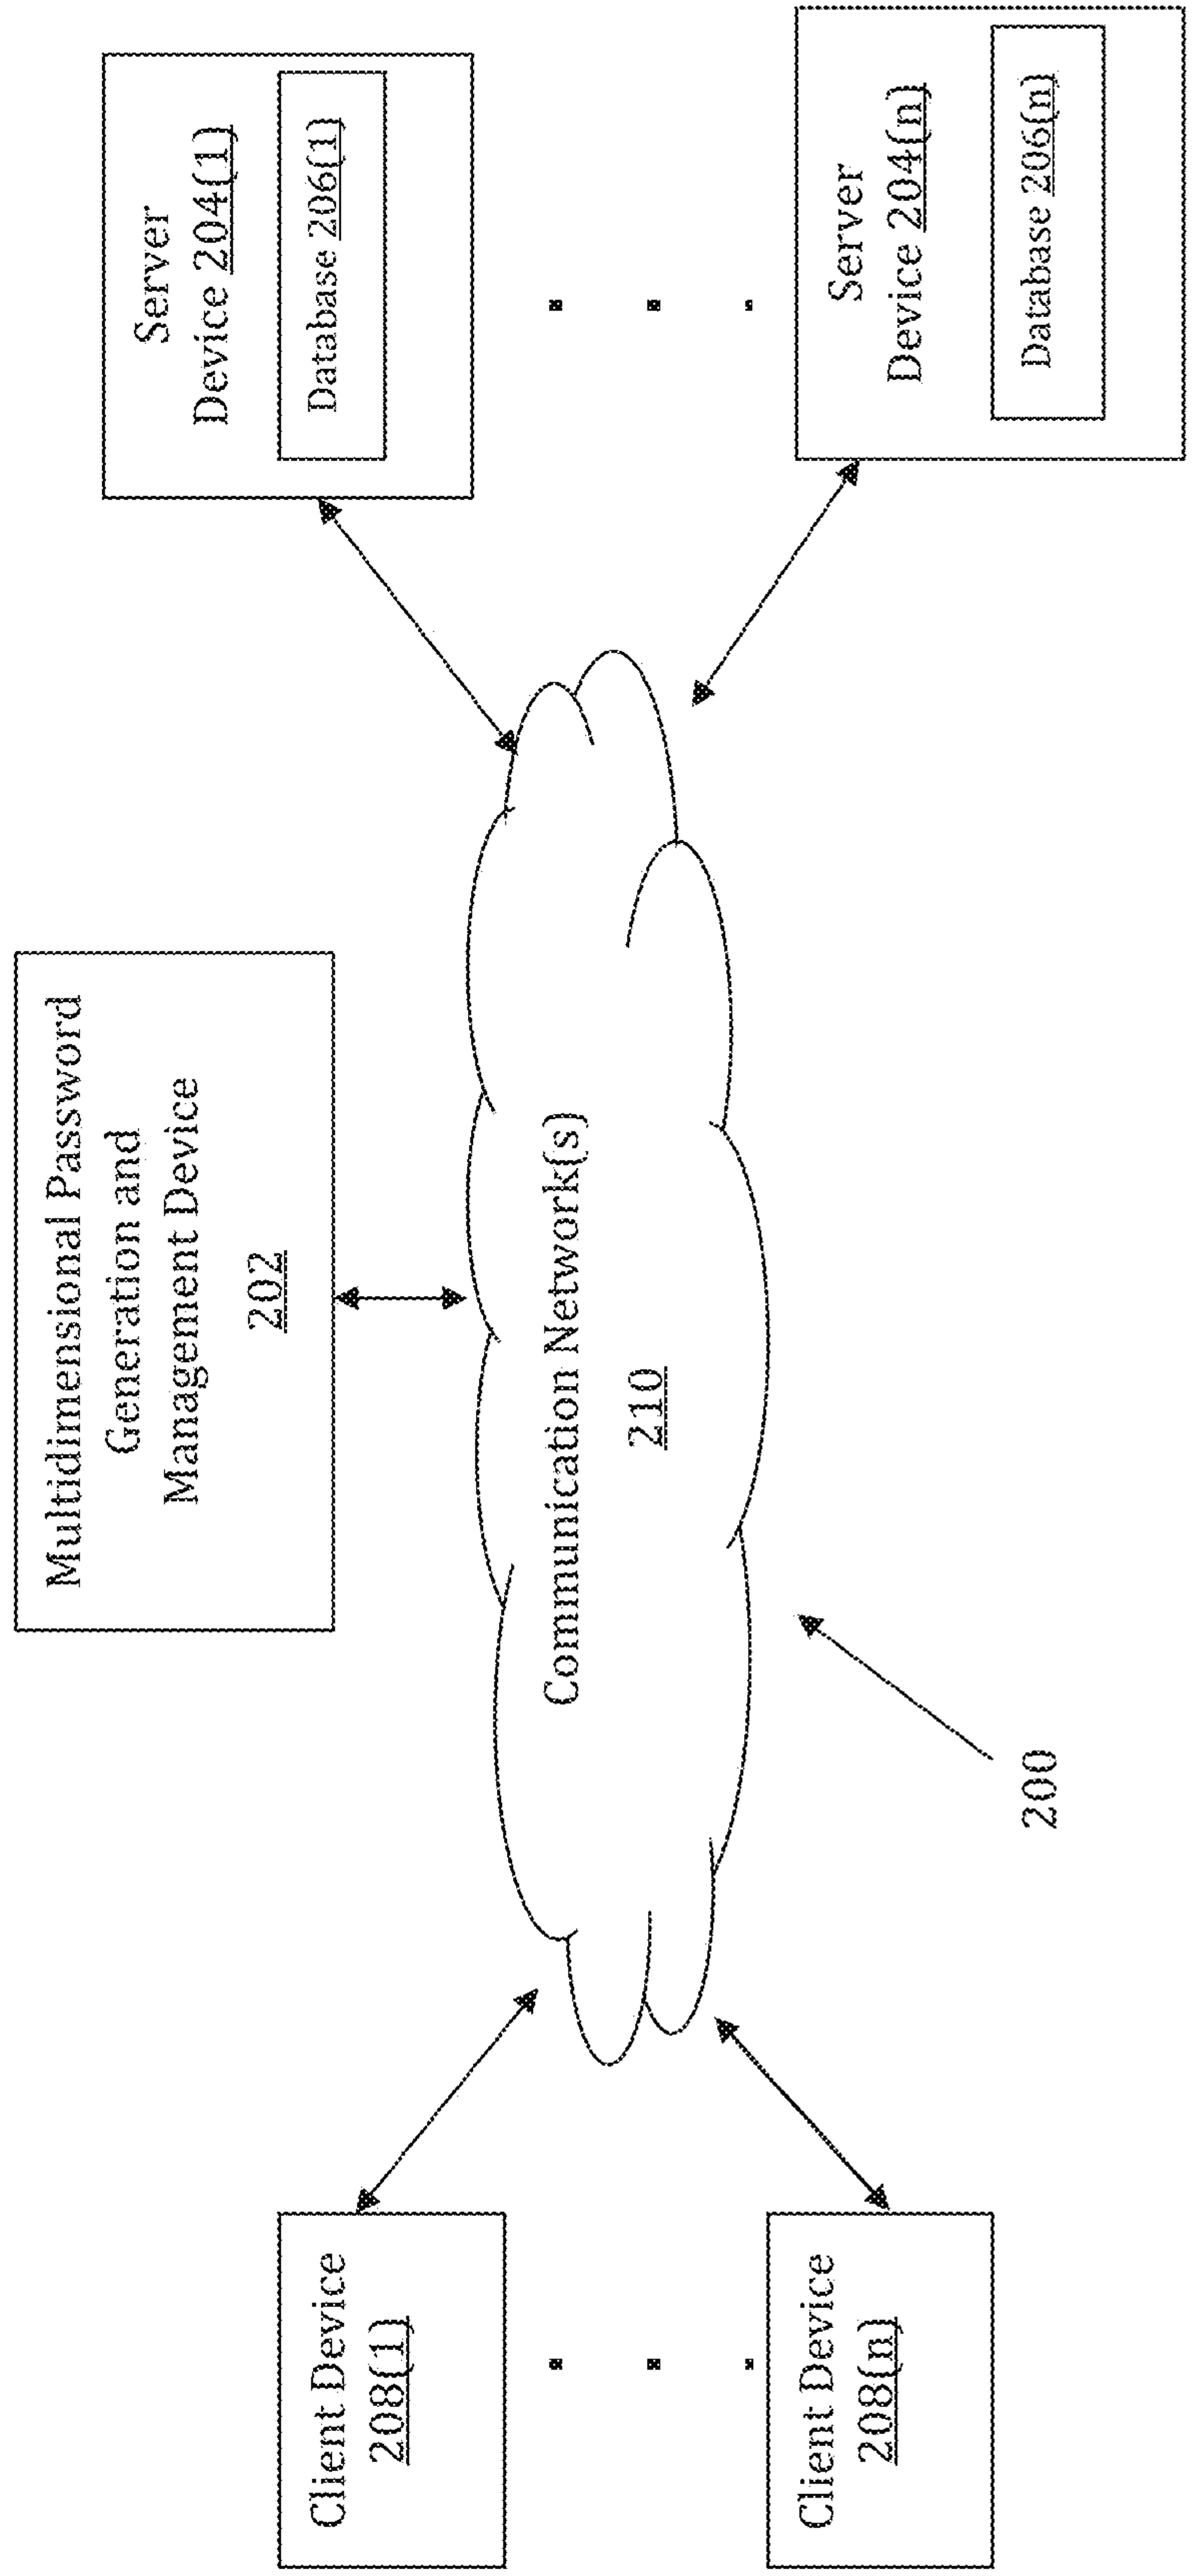 Multidimensional Password
Generation and
Management Device
202
Server
Device 204(1)
Database 206(1)
Server
Device 204(n)
Database 206(n)
Communication Network(s)
210
Client Device
208(1)
Client Device
208(n)
200